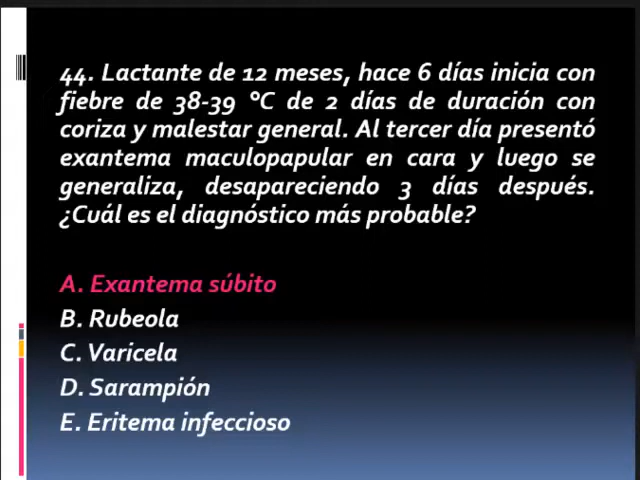 44. Lactante de 12 meses, hace 6 días inicia con
fiebre de 38-39 °C de 2 días de duración con
coriza y malestar general. Al tercer día presentó
exantema maculopapular en cara y luego se
generaliza, desapareciendo 3 días después.
¿Cuál es el diagnóstico más probable?
A. Exantema súbito
B. Rubeola
C. Varicela
D. Sarampión
E. Eritema infeccioso